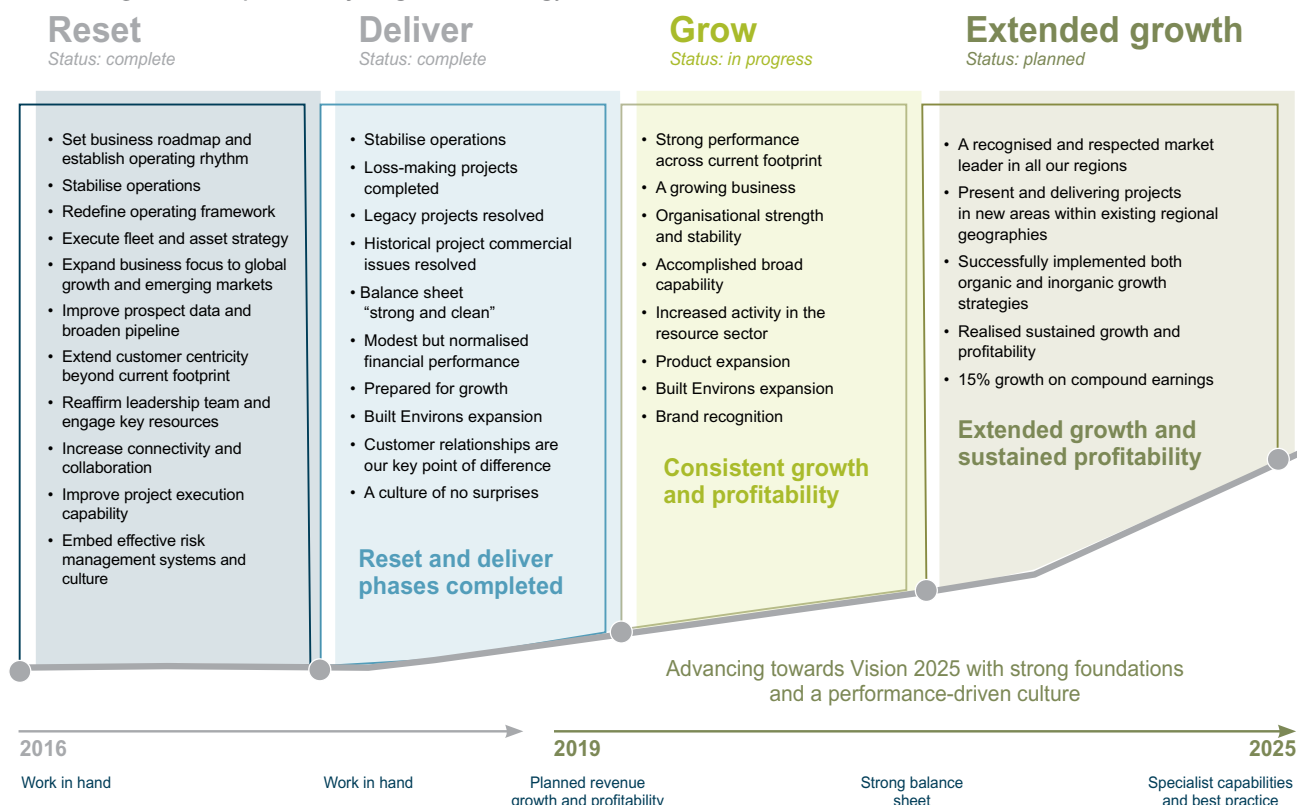 Reset
Status: complete
Deliver
Status: complete
Grow
Status: in progress
Extended growth
Status: planned
• Set business roadmap and
establish operating rhythm
• Stabilise operations
• Redefine operating framework
• Execute fleet and asset strategy
• Expand business focus to global
growth and emerging markets
• Improve prospect data and
broaden pipeline
• Extend customer centricity
beyond current footprint
• Reaffirm leadership team and
engage key resources
• Increase connectivity and
collaboration
• Improve project execution
capability
• Embed effective risk
management systems and
culture
• Stabilise operations
• Loss-making projects
completed
• Legacy projects resolved
• Historical project commercial
issues resolved
• Balance sheet
“strong and clean”
• Modest but normalised
financial performance
• Prepared for growth
• Built Environs expansion
• Customer relationships are
our key point of difference
• A culture of no surprises
Reset and deliver
phases completed
• Strong performance
across current footprint
• A growing business
• Organisational strength
and stability
• Accomplished broad
capability
• Increased activity in the
resource sector
• Product expansion
• Built Environs expansion
• Brand recognition
Consistent growth
and profitability
• A recognised and respected market
leader in all our regions
• Present and delivering projects
in new areas within existing regional
geographies
• Successfully implemented both
organic and inorganic growth
strategies
• Realised sustained growth and
profitability
• 15% growth on compound earnings
Extended growth and
sustained profitability
Advancing towards Vision 2025 with strong foundations
and a performance-driven culture
2016
2019
2025
Work in hand
Work in hand
Planned revenue
growth and profitability
Strong balance
sheet
Specialist capabilities
and best practice